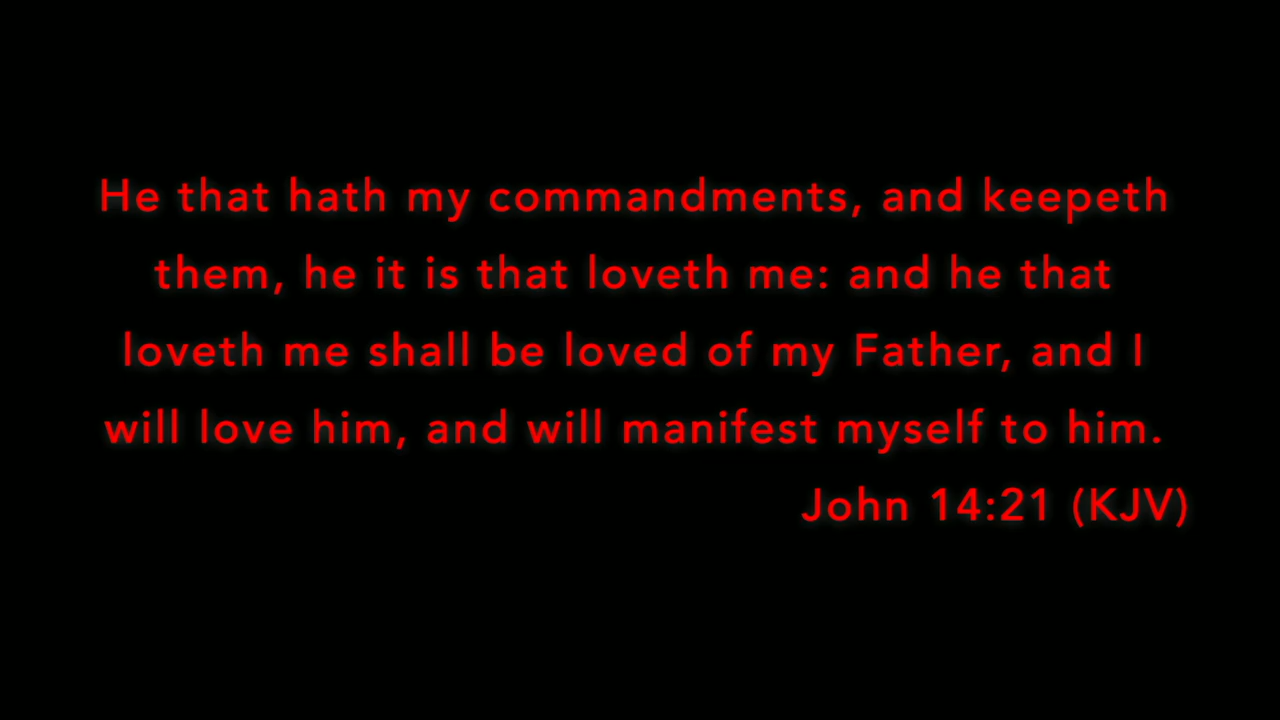 He that hath my commandments, and keepeth
them, he it is that loveth me: and he that
loveth me shall be loved of my Father, and I
will love him, and will manifest myself to him.
John 14:21 (KJV)